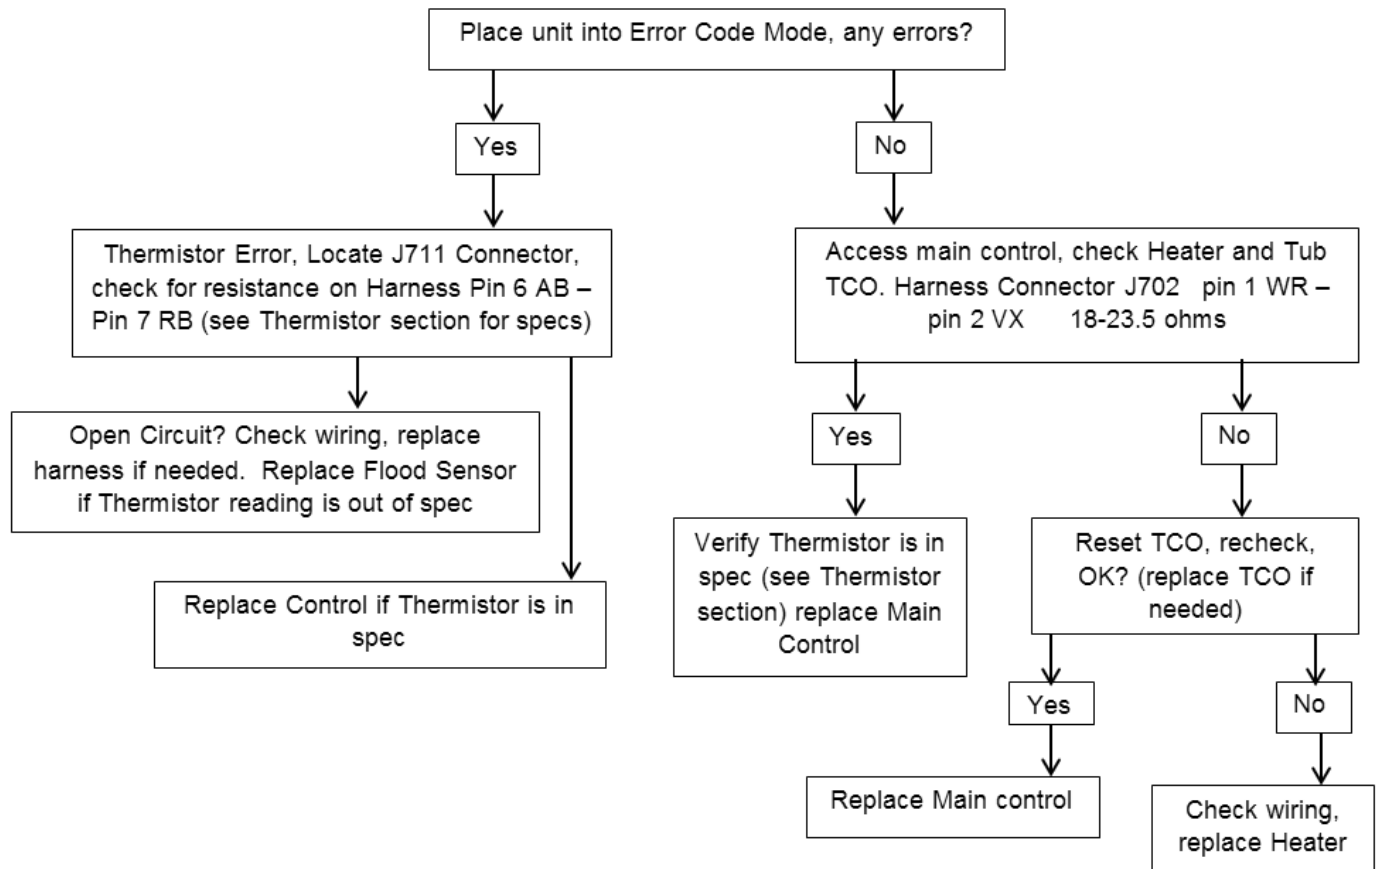 Place unit into Error Code Mode, any errors?
Yes
No
Thermistor Error, Locate J711 Connector,
check for resistance on Harness Pin 6 AB –
Pin 7 RB (see Thermistor section for specs)
Access main control, check Heater and Tub
TCO. Harness Connector J702 pin 1 WR –
pin 2 VX 18-23.5 ohms
Open Circuit? Check wiring, replace
harness if needed. Replace Flood Sensor
if Thermistor reading is out of spec
Yes
No
Replace Control if Thermistor is in
spec
Verify Thermistor is in
spec (see Thermistor
section) replace Main
Control
Reset TCO, recheck,
OK? (replace TCO if
needed)
Yes
No
Replace Main control
Check wiring,
replace Heater